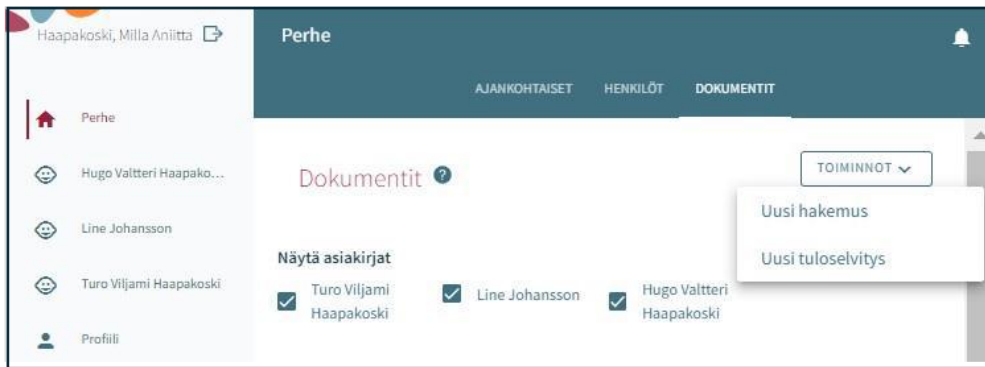 Haapakoski, Milla Aniitta
Perhe
Hugo Valtteri Haapako...
Line Johansson
Turo Viljami Haapakoski
Profiili
Perhe
AJANKOHTAISET HENKILÖT DOKUMENTIT
Dokumentit ?
TOIMINNOT
Uusi hakemus
Uusi tuloselvitys
Näytä asiakirjat
Turo Viljami
Haapakoski
Line Johansson
Hugo Valtteri
Haapakoski